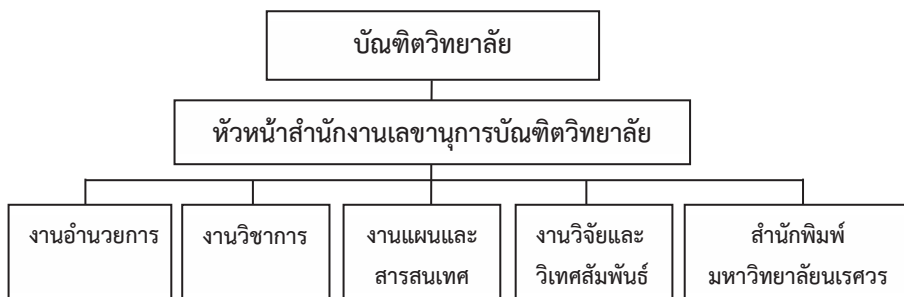 บัณฑิตวิทยาลัย
หัวหน้าสำนักงานเลขานุการบัณฑิตวิทยาลัย
งานอำนวยการ
งานวิชาการ
งานแผนและ
สารสนเทศ
งานวิจัยและ
วิเทศสัมพันธ์
สำนักพิมพ์
มหาวิทยาลัยนเรศวร